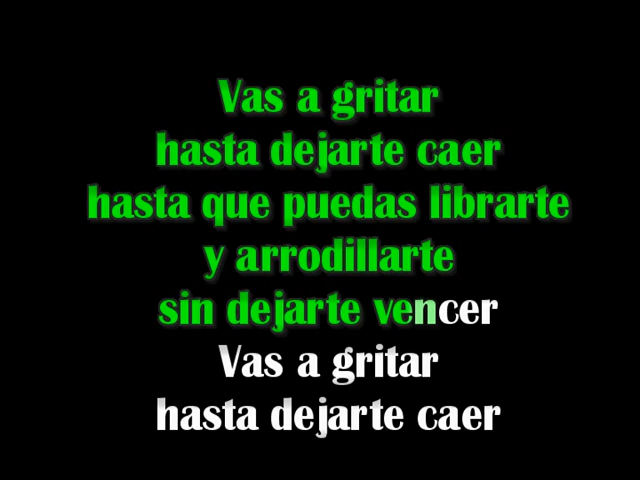 Vas a gritar
hasta dejarte caer
hasta que puedas librarte
y arrodillarte
sin dejarte vencer
Vas a gritar
hasta dejarte caer